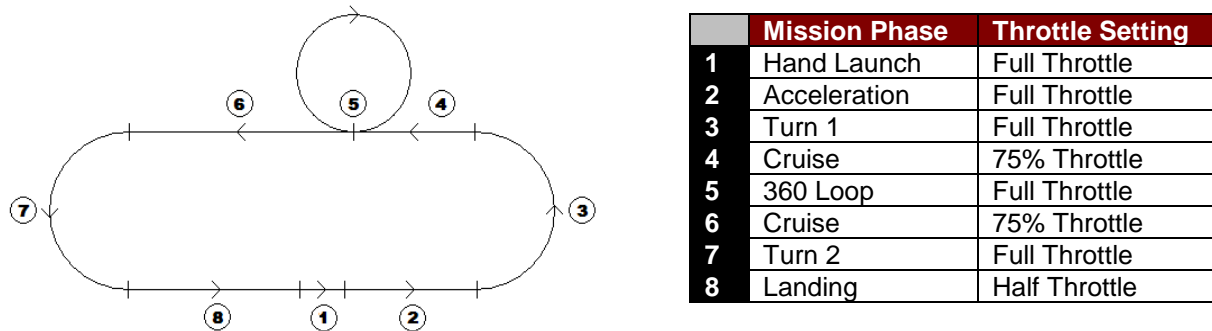 6
5
4
7
3
8
1
2
Mission Phase Throttle Setting
1 Hand Launch Full Throttle
2 Acceleration Full Throttle
3 Turn 1 Full Throttle
4 Cruise 75% Throttle
5 360 Loop Full Throttle
6 Cruise 75% Throttle
7 Turn 2 Full Throttle
8 Landing Half Throttle